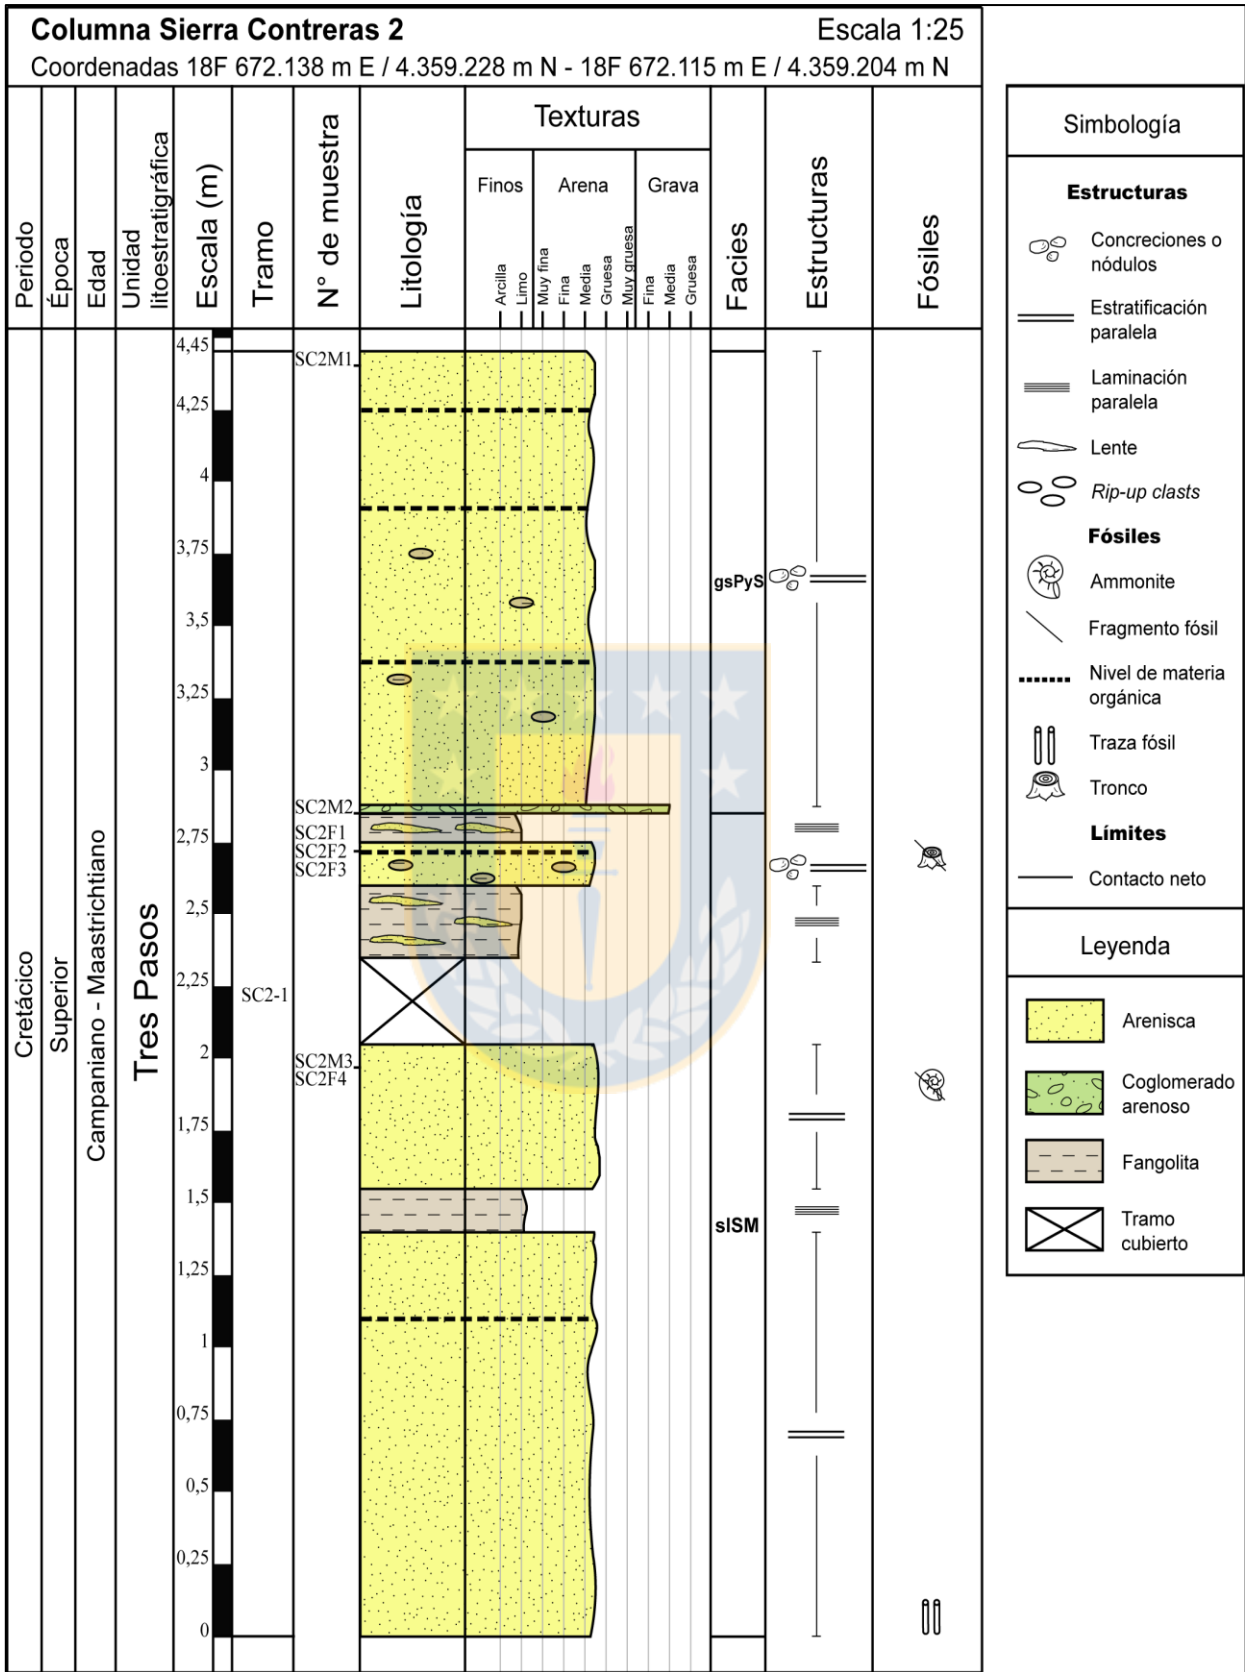 Columna Sierra Contreras 2
Escala 1:25
Coordenadas 18F 672.138 m E / 4.359.228 m N - 18F 672.115 m E / 4.359.204 m N
Periodo
Época
Edad
Unidad
litoestratigráfica
Escala (m)
Tramo
N° de muestra
Litología
Texturas
Finos
Arena
Grava
Arcilla
Limo
Muy fina
Fina
Media
Gruesa
Muy gruesa
Fina
Media
Gruesa
Facies
Estructuras
Fósiles
Cretácico
Superior
Campaniano - Maastrichtiano
Tres Pasos
4,45
4,25
4
3,75
3,5
3,25
3
2,75
2,5
2,25
2
1,75
1,5
1,25
1
0,75
0,5
0,25
0
SC2-1
SC2M1
SC2M2
SC2F1
SC2F2
SC2F3
SC2M3
SC2F4
gsPyS
slSM
Simbología
Estructuras
Concreciones o
nódulos
Estratificación
paralela
Laminación
paralela
Lente
Rip-up clasts
Fósiles
Ammonite
Fragmento fósil
Nivel de materia
orgánica
Traza fósil
Tronco
Límites
Contacto neto
Leyenda
Arenisca
Coglomerado
arenoso
Fangolita
Tramo
cubierto